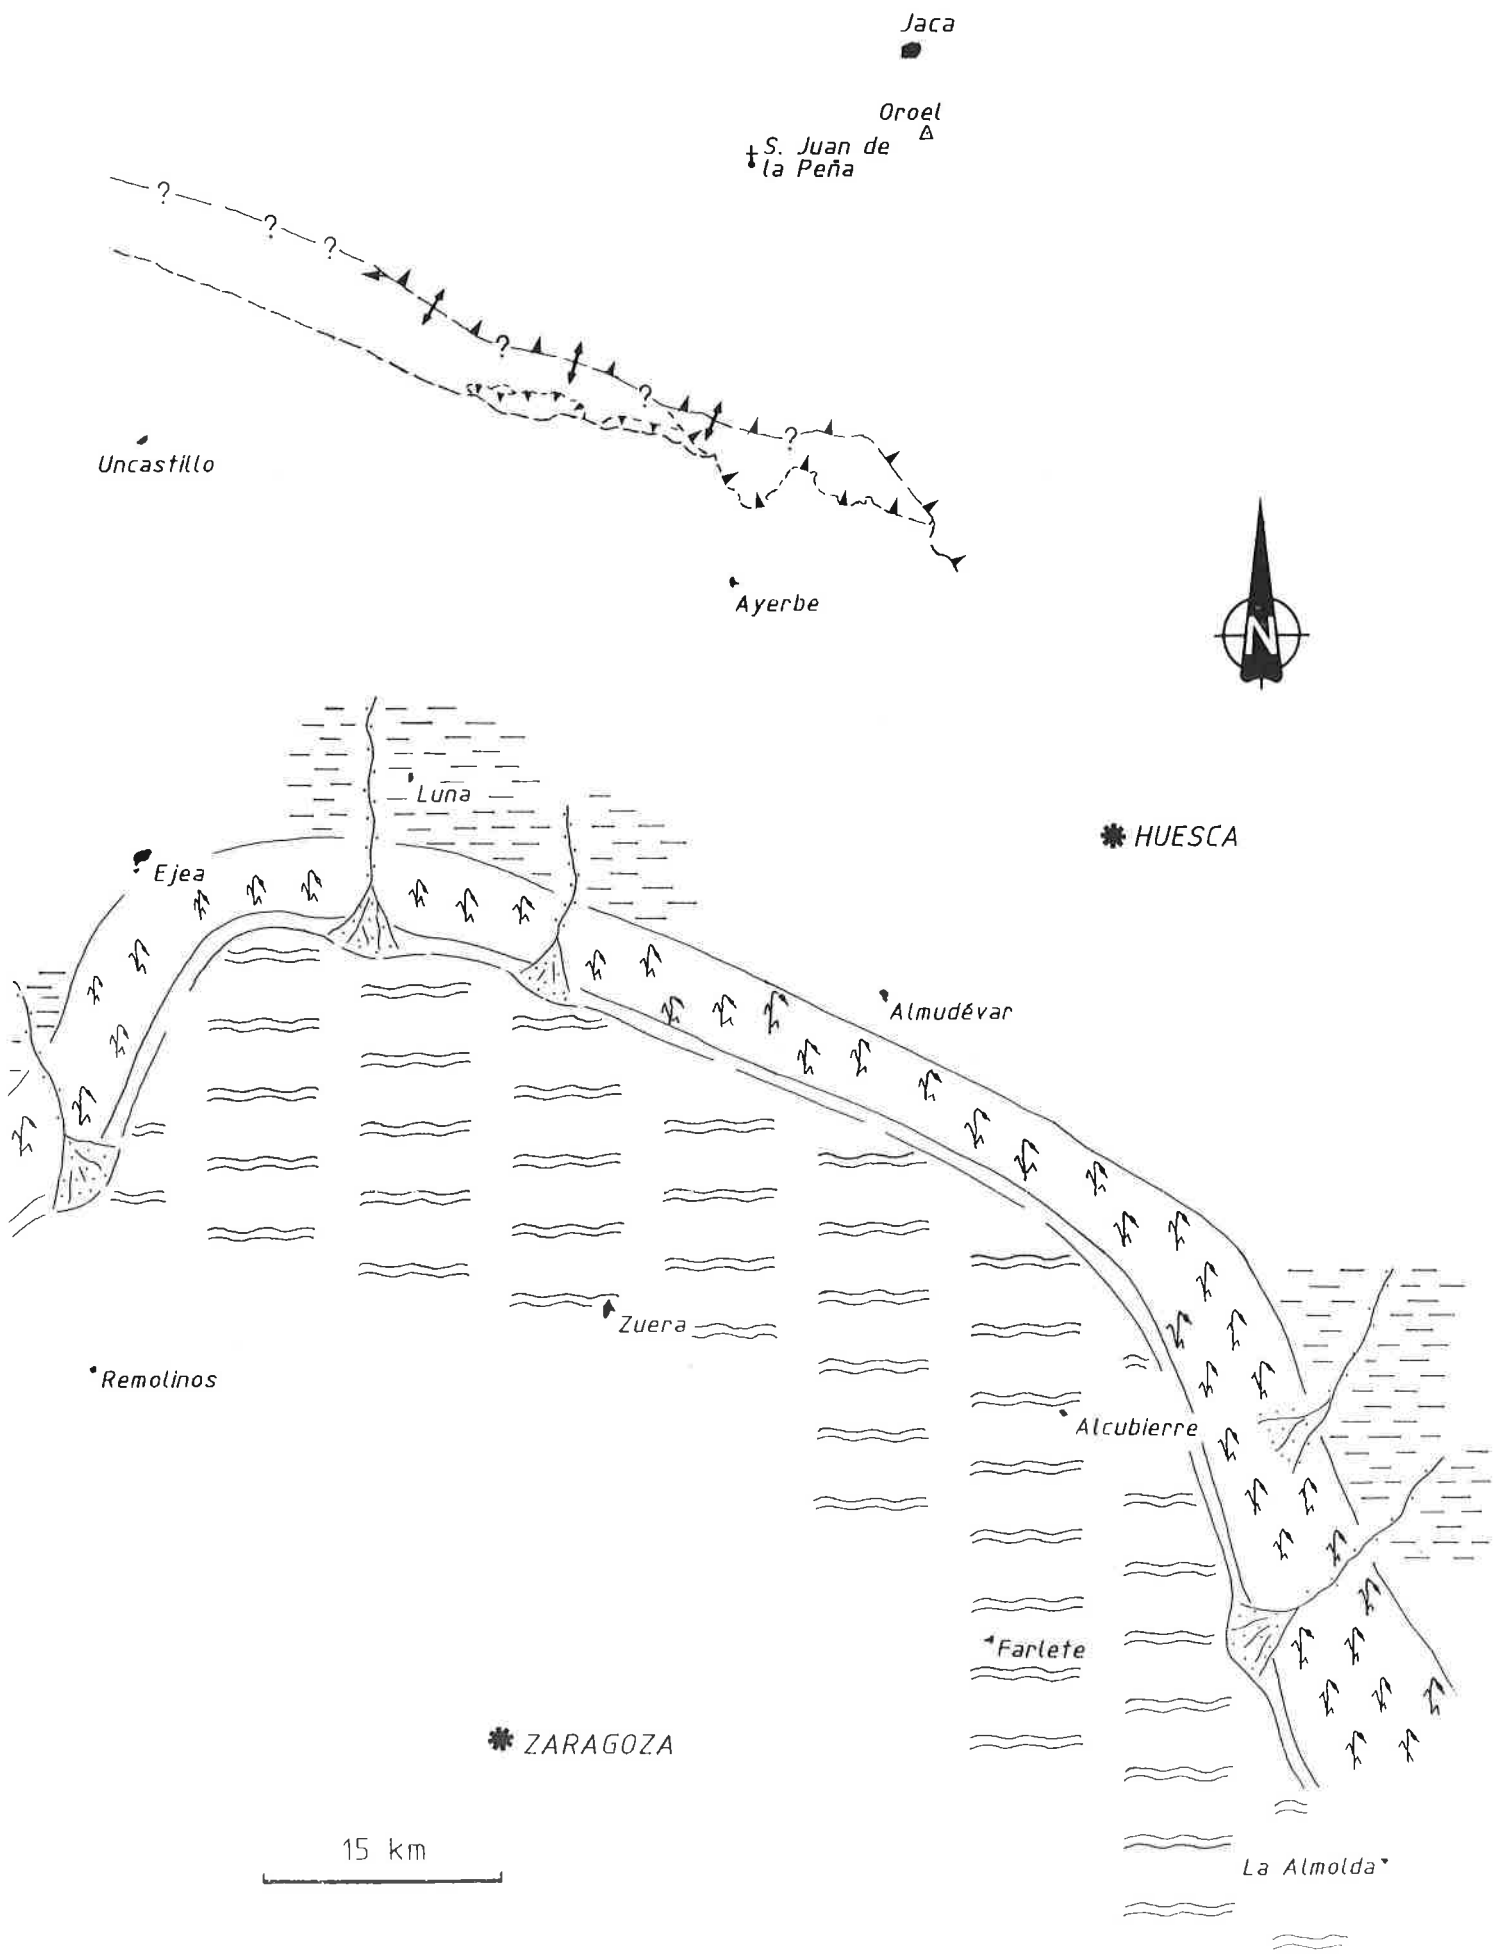 Jaca
Oroel
S. Juan de
la Peña
?
?
?
?
?
?
Uncastillo
Ayerbe
N
Luna
HUESCA
Ejea
Almudévar
Zuera
Remolinos
Alcubierre
Farlete
ZARAGOZA
15 km
La Almolda